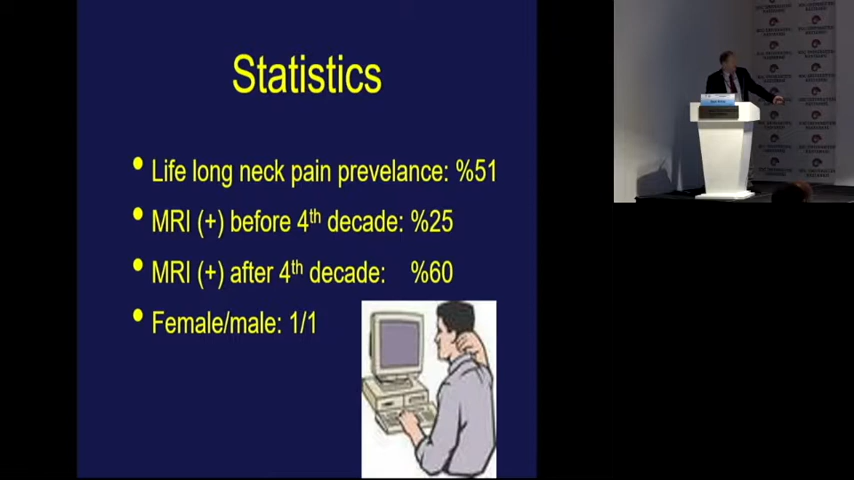 Statistics
• Life long neck pain prevelance: %51
• MRI (+) before 4th decade: %25
• MRI (+) after 4th decade: %60
• Female/male: 1/1